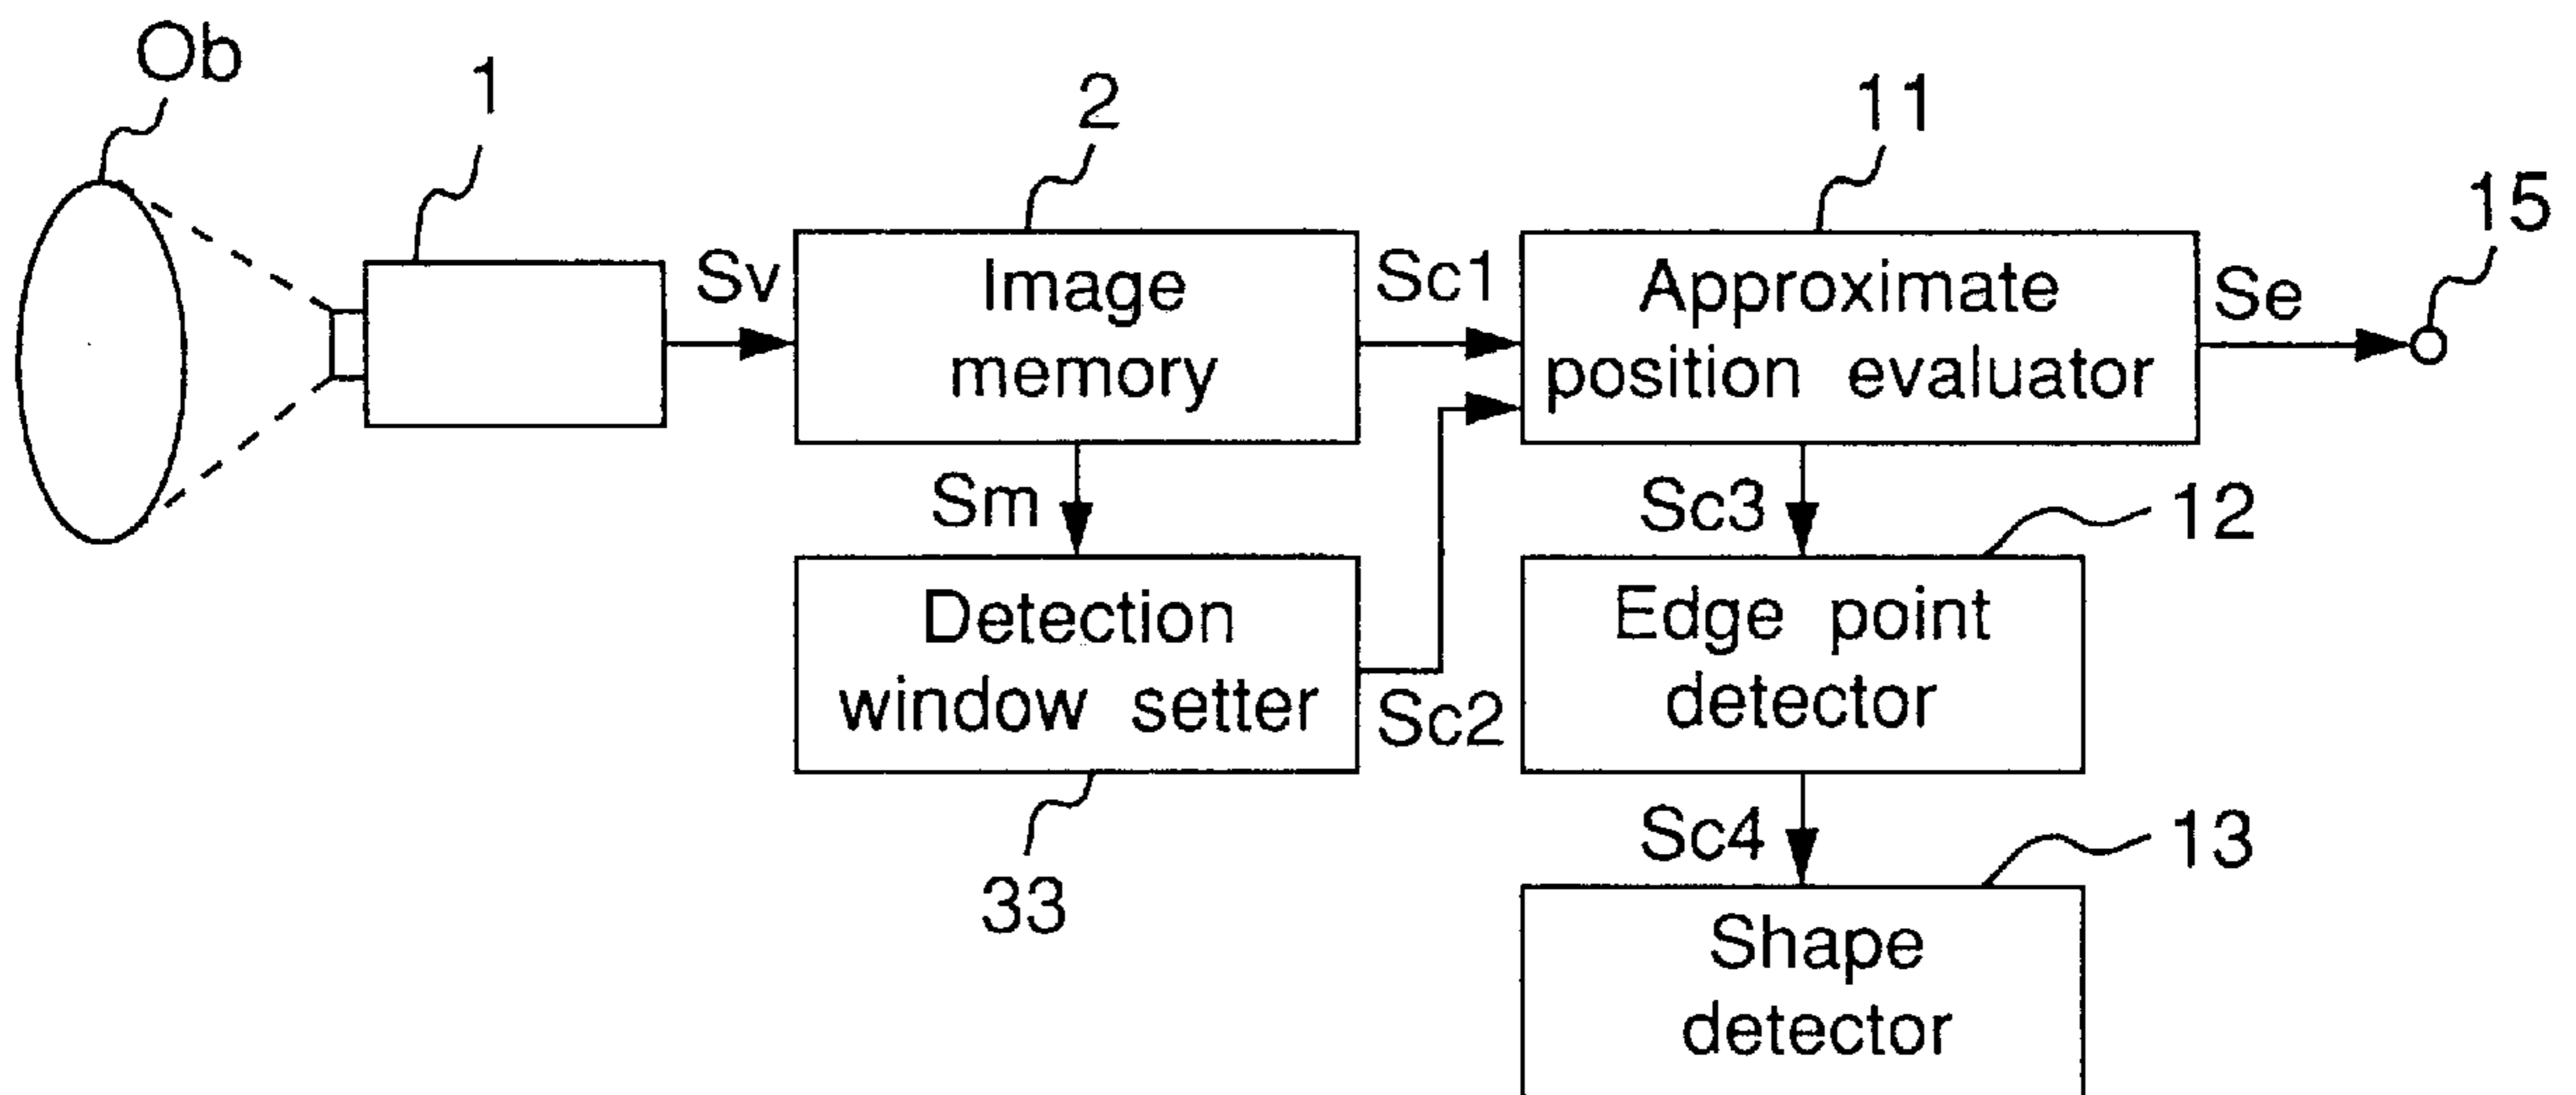 Ob
1
2
11
15
Sv
Image
memory
Sc1
Approximate
position evaluator
Se
Sm
Sc3
12
Detection
window setter
Sc2
Edge point
detector
33
Sc4
13
Shape
detector